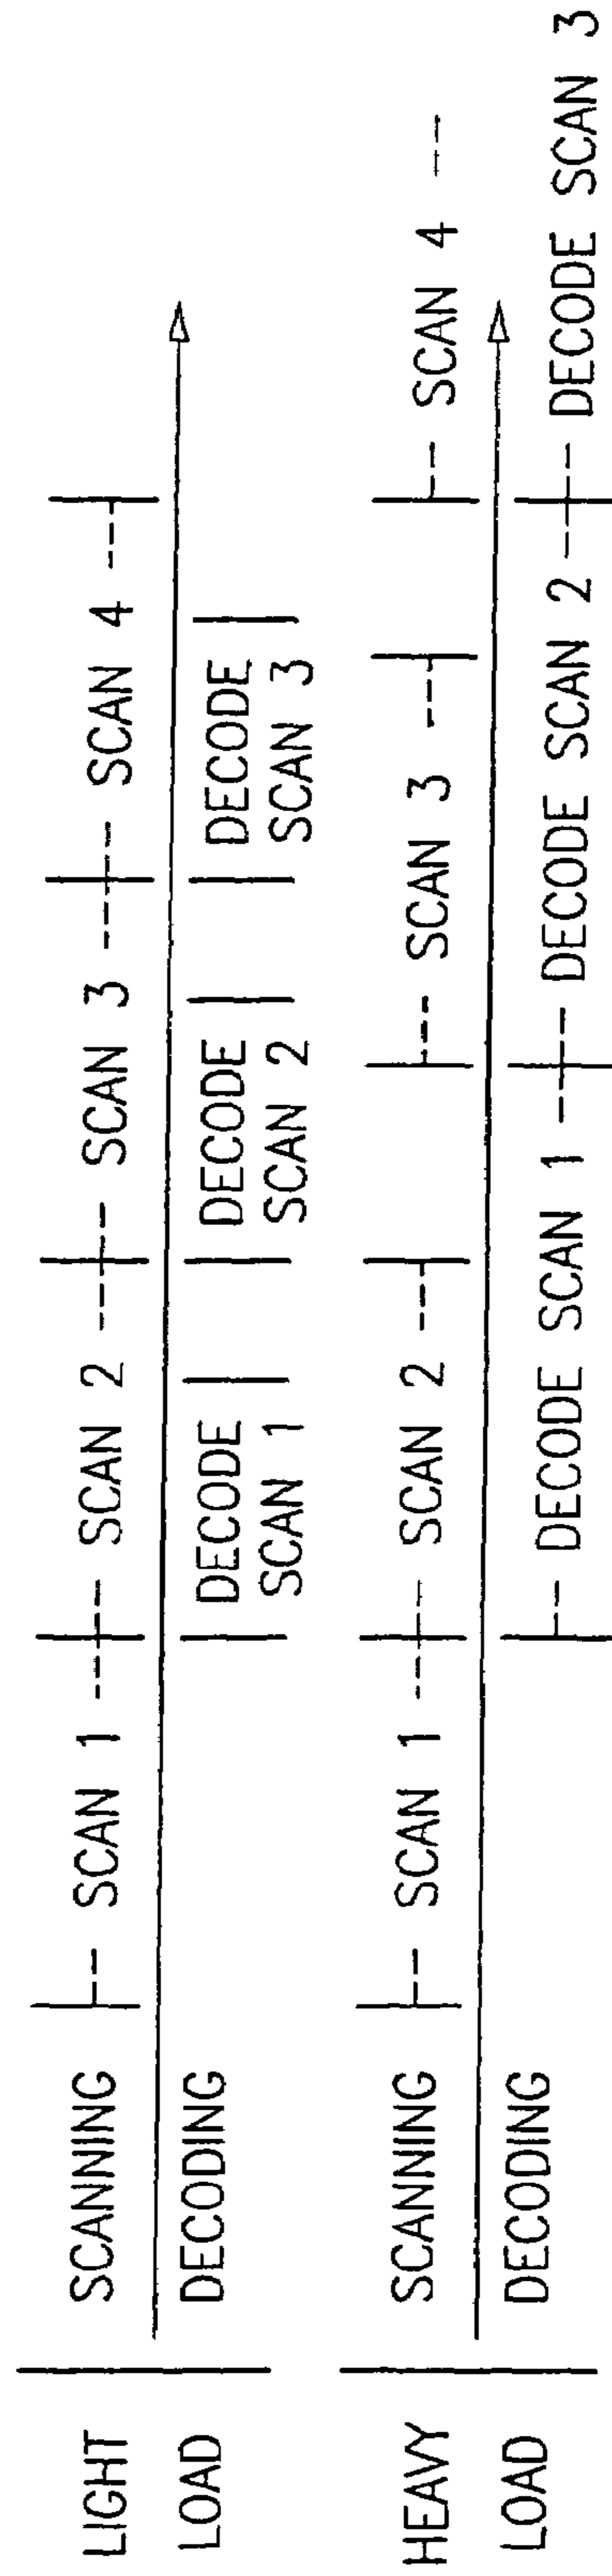 LIGHT
LOAD
SCANNING
SCAN 1
SCAN 2
SCAN 3
SCAN 4
DECODING
DECODE
SCAN 1
DECODE
SCAN 2
DECODE
SCAN 3
HEAVY
LOAD
SCANNING
SCAN 1
SCAN 2
SCAN 3
SCAN 4
DECODING
DECODE SCAN 1
DECODE SCAN 2
DECODE SCAN 3